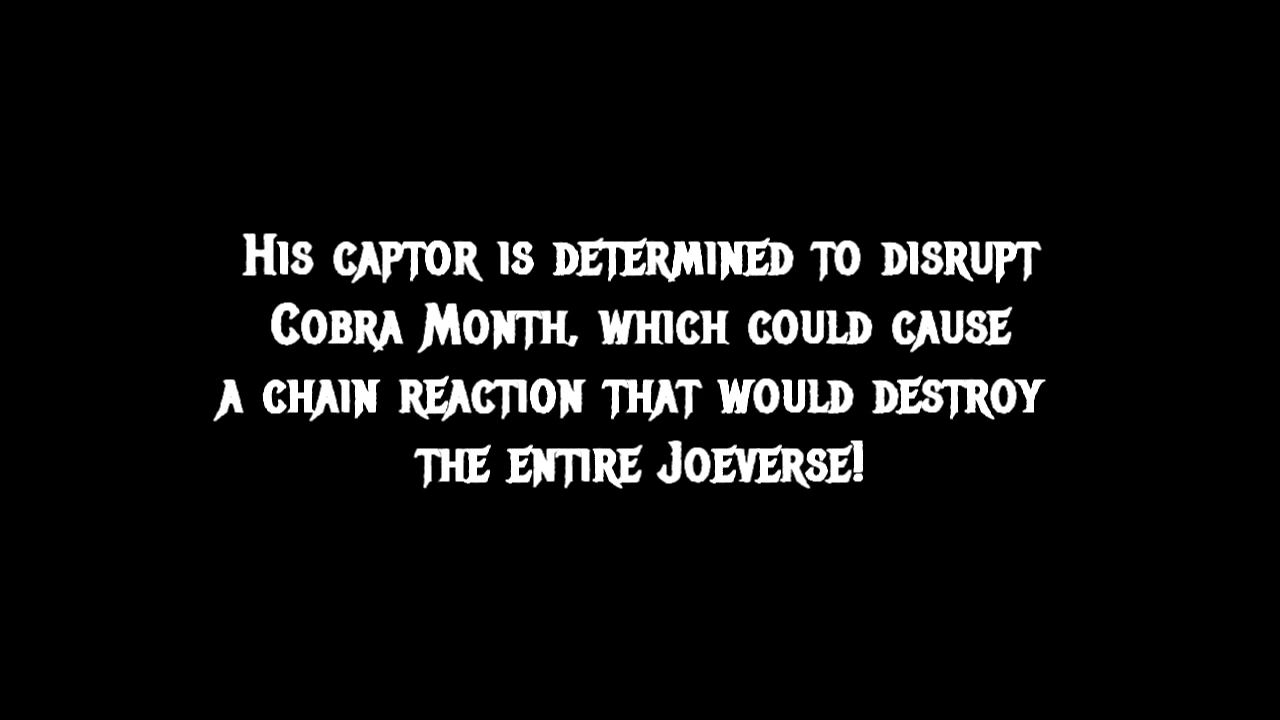 His captor is determined to disrupt
Cobra Month, which could cause
a chain reaction that would destroy
the entire Joeverse!